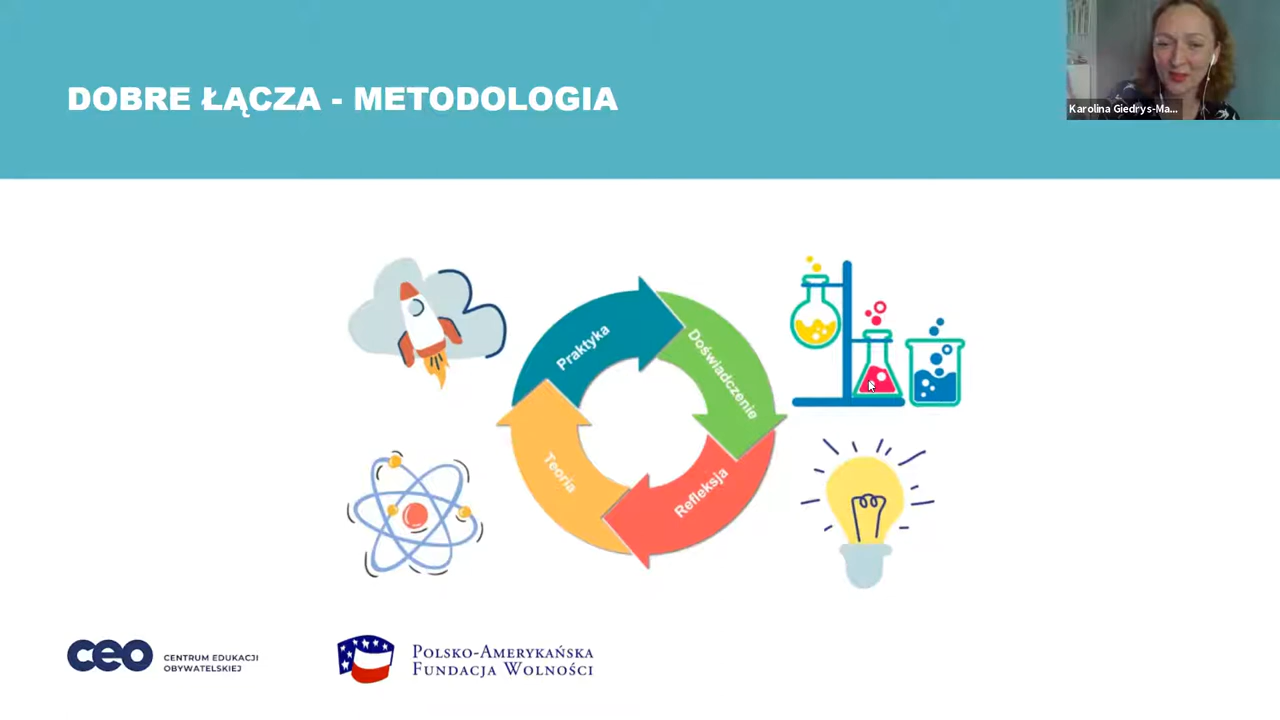 DOBRE ŁĄCZA - METODOLOGIA
Karolina Giedrys-Ma...
Praktyka
Doświadczenie
Teoria
Refleksja
ceo CENTRUM EDUKACJI
OBYWATELSKIEJ
POLSKO-AMERYKAŃSKA
FUNDACJA WOLNOŚCI